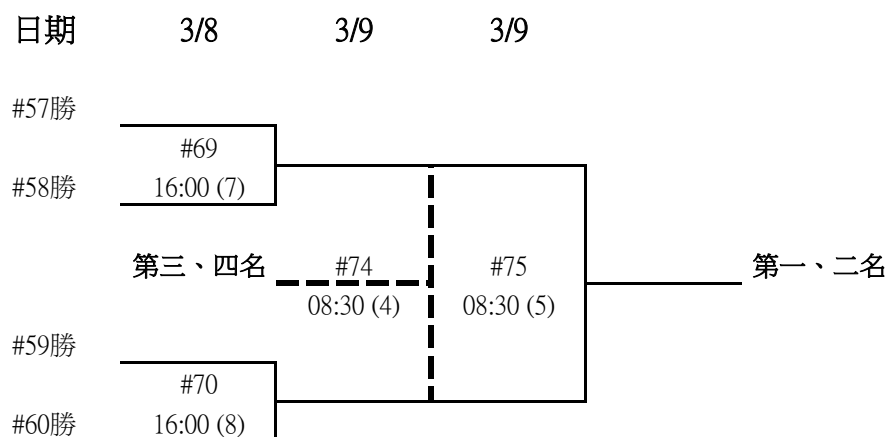 日期 3/8 3/9 3/9
#57勝
#69
#58勝 16:00 (7)
第三、四名 #74 #75 第一、二名
08:30 (4) 08:30 (5)
#59勝
#70
#60勝 16:00 (8)